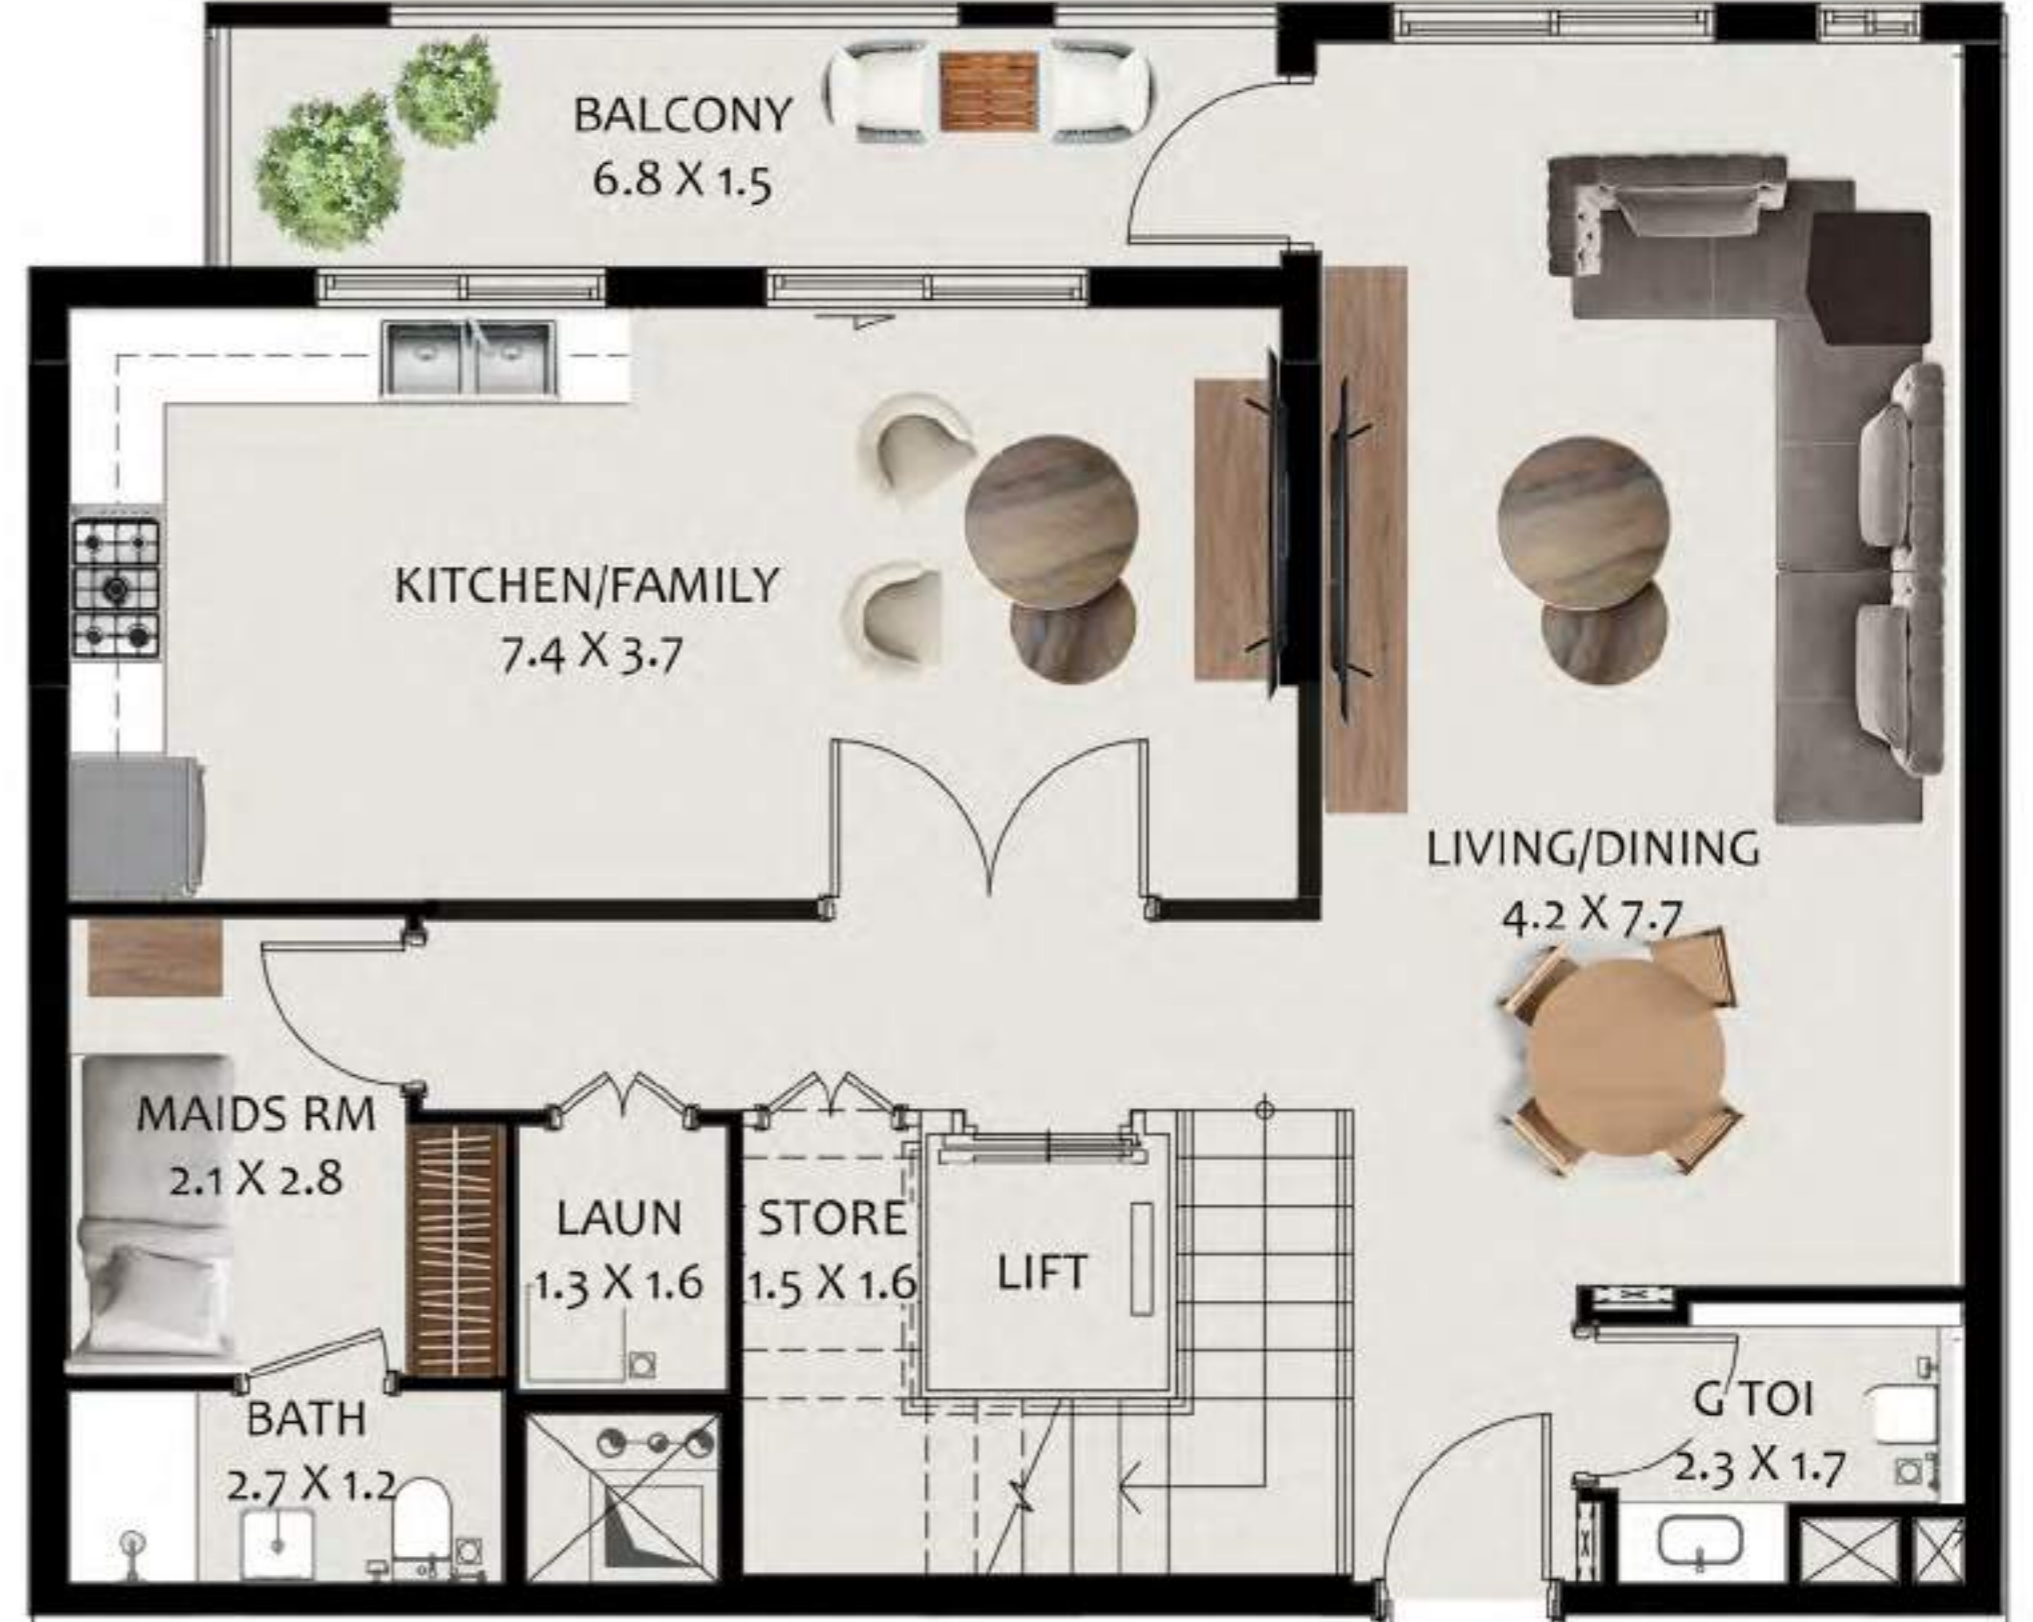 BALCONY
6.8 X 1.5
KITCHEN/FAMILY
7.4 X 3.7
LIVING/DINING
4.2 X 7.7
MAIDS RM
2.1 X 2.8
LAUN
1.3 X 1.6
STORE
1.5 X 1.6
LIFT
BATH
2.7 X 1.2
G TOI
2.3 X 1.7